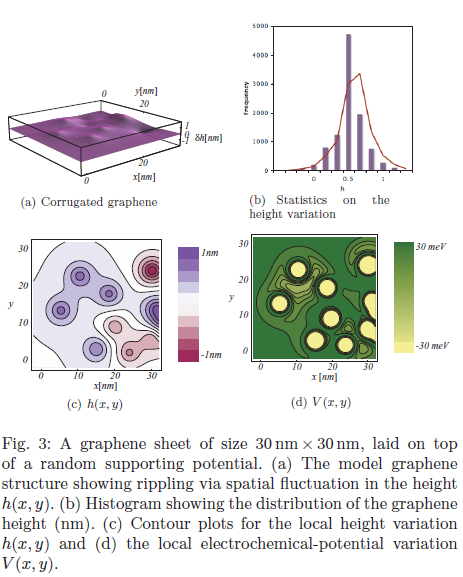 y[nm]
0
20
1
0
-1
δh[nm]
20
x[nm]
0
(a) Corrugated graphene
5000
4000
3000
2000
1000
0
frequency
0
0.5
1
h
(b) Statistics on the
height variation
30
20
y
10
0
0 10 20 30
x[nm]
1nm
-1nm
(c) h(x, y)
30
20
y
10
0
0 10 20 30
x [nm]
30 meV
-30 meV
(d) V(x, y)
Fig. 3: A graphene sheet of size 30 nm × 30 nm, laid on top
of a random supporting potential. (a) The model graphene
structure showing rippling via spatial fluctuation in the height
h(x, y). (b) Histogram showing the distribution of the graphene
height (nm). (c) Contour plots for the local height variation
h(x, y) and (d) the local electrochemical-potential variation
V(x, y).